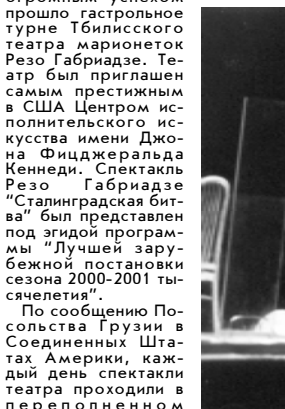 огромным успехом
прошло гастрольное
турне Тбилисского
театра марионеток
Резо Габриадзе. Те-
атр был приглашен
самым престижным
в США Центром ис-
полнительского ис-
кусства имени Джо-
на Фицджеральда
Кеннеди. Спектакль
Резо Габриадзе
"Сталинградская бит-
ва" был представлен
под эгидой програм-
мы "Лучшей зару-
бежной постановки
сезона 2000-2001 ты-
сячелетия".
По сообщению По-
сольства Грузии в
Соединенных Шта-
тах Америки, каж-
дый день спектакли
театра проходили в
переполненном